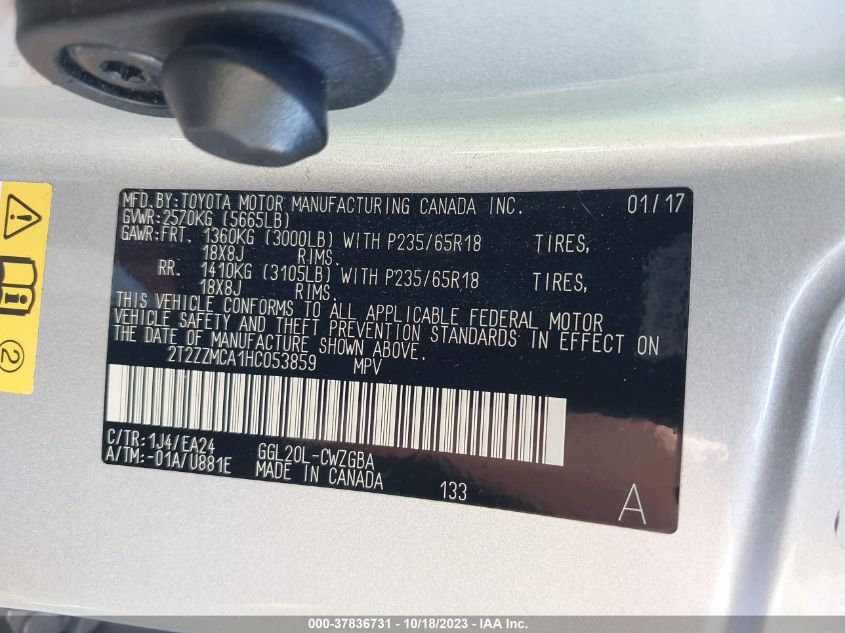 MFD.BY:TOYOTA MOTOR MANUFACTURING CANADA INC. 01/17
GVWR:2570KG (5665LB)
GAWR:FRT. 1360KG (3000LB) WITH P235/65R18 TIRES,
18X8J RIMS.
RR. 1410KG (3105LB) WITH P235/65R18 TIRES,
18X8J RIMS.
THIS VEHICLE CONFORMS TO ALL APPLICABLE FEDERAL MOTOR
VEHICLE SAFETY AND THEFT PREVENTION STANDARDS IN EFFECT ON
THE DATE OF MANUFACTURE SHOWN ABOVE.
2T2ZZMCA1HC053859 MPV
C/TR:1J4/EA24 GGL20L-CWZGBA
A/TM:-01A/U881E MADE IN CANADA 133
A
2
000-37836731 - 10/18/2023 - IAA Inc.